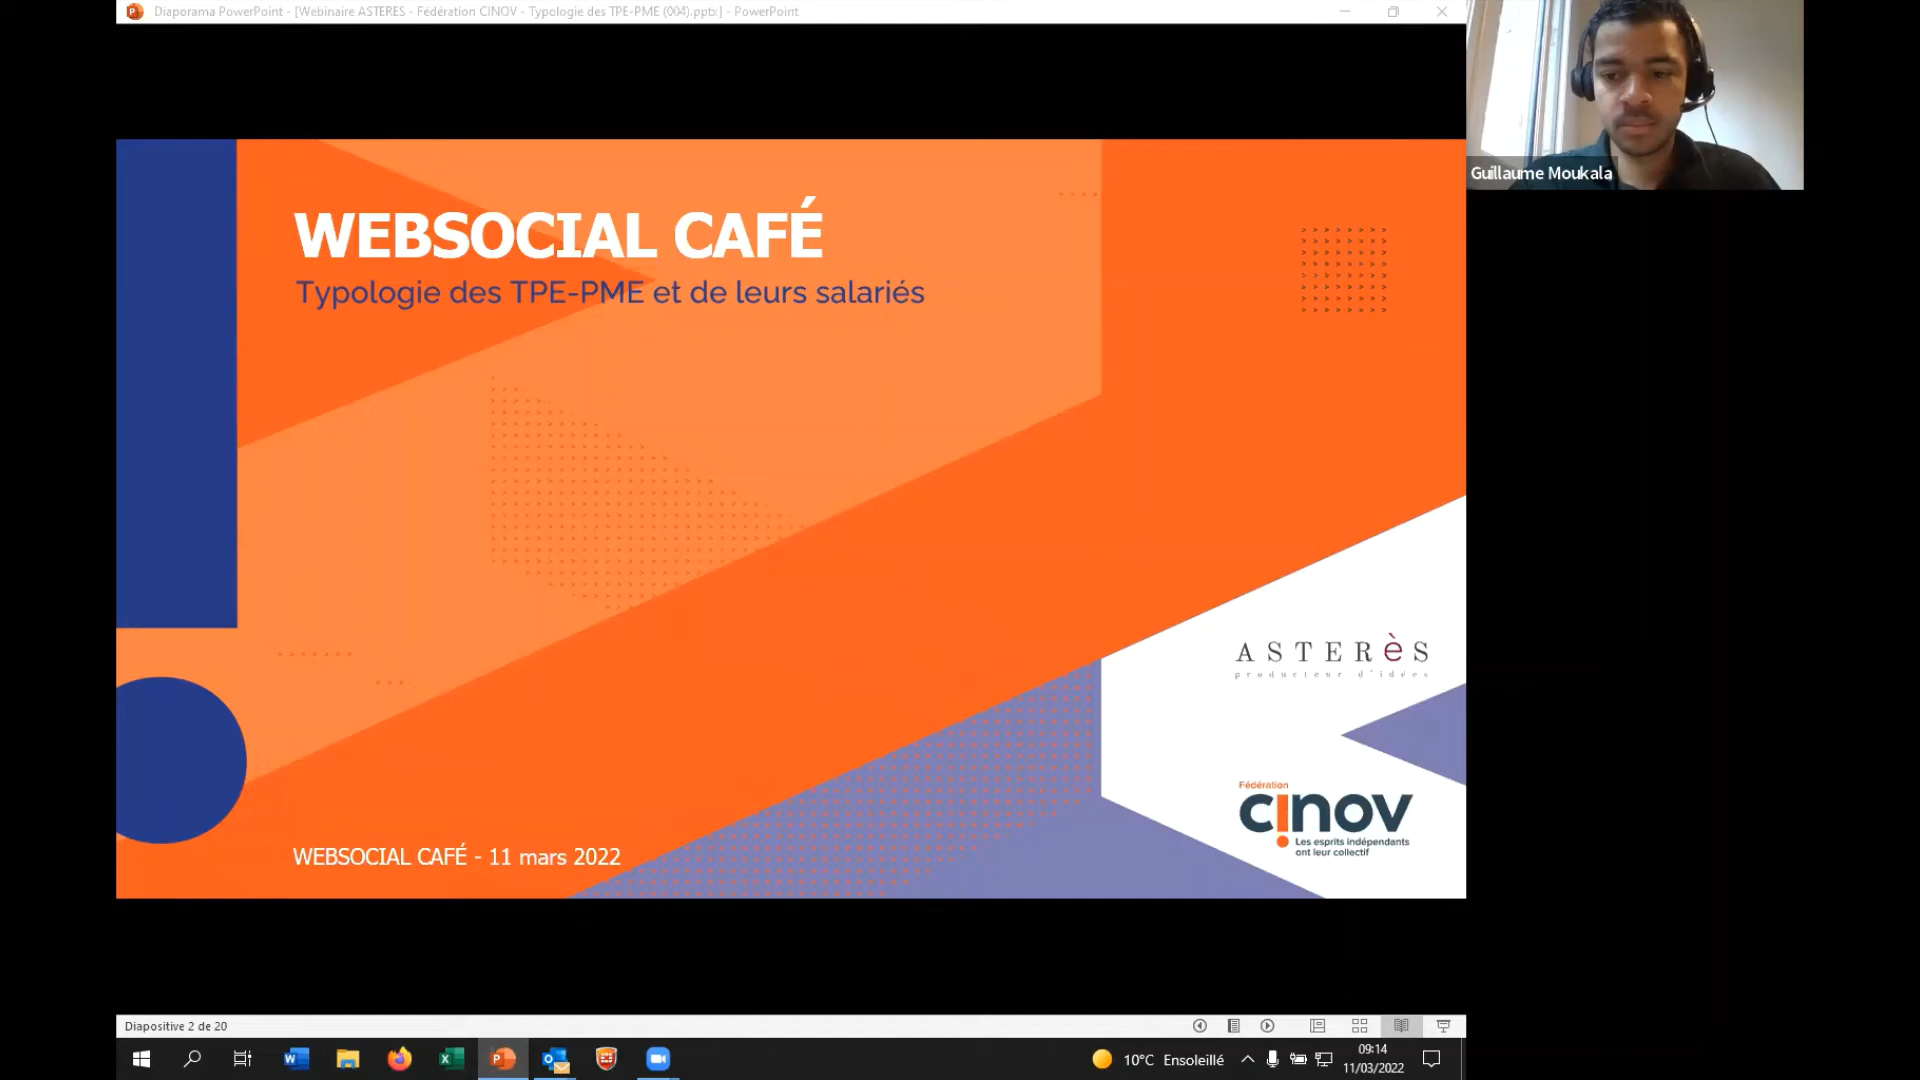 Diaporama PowerPoint - [Webinaire ASTERES - Fédération CINOV - Typologie des TPE-PME (004).pptx] - PowerPoint
Guillaume Moukala
WEBSOCIAL CAFÉ
Typologie des TPE-PME et de leurs salariés
ASTERèS
producteur d'idées
Fédération
cinov
Les esprits indépendants
ont leur collectif
WEBSOCIAL CAFÉ - 11 mars 2022
Diapositive 2 de 20
10°C Ensoleillé
09:14
11/03/2022